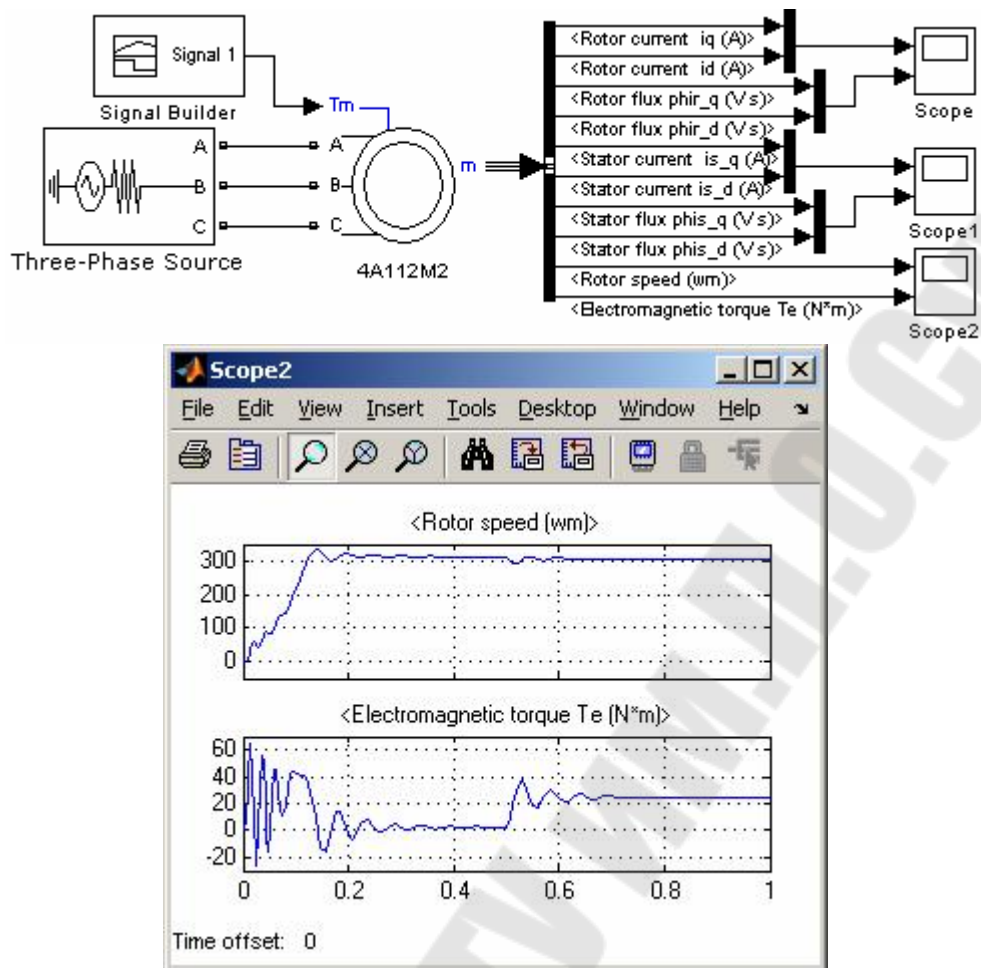 Signal 1
Signal Builder
Tm
A
B
C
A
B
C
m
Three-Phase Source
4A112M2
<Rotor current iq (A)>
<Rotor current id (A)>
<Rotor flux phir_q (V s)>
<Rotor flux phir_d (V s)>
<Stator current is_q (A)>
<Stator current is_d (A)>
<Stator flux phis_q (V s)>
<Stator flux phis_d (V s)>
<Rotor speed (wm)>
<Electromagnetic torque Te (N*m)>
Scope
Scope1
Scope2
Scope2
File Edit View Insert Tools Desktop Window Help
<Rotor speed (wm)>
300
200
100
0
<Electromagnetic torque Te (N*m)>
60
40
20
0
-20
0 0.2 0.4 0.6 0.8 1
Time offset: 0